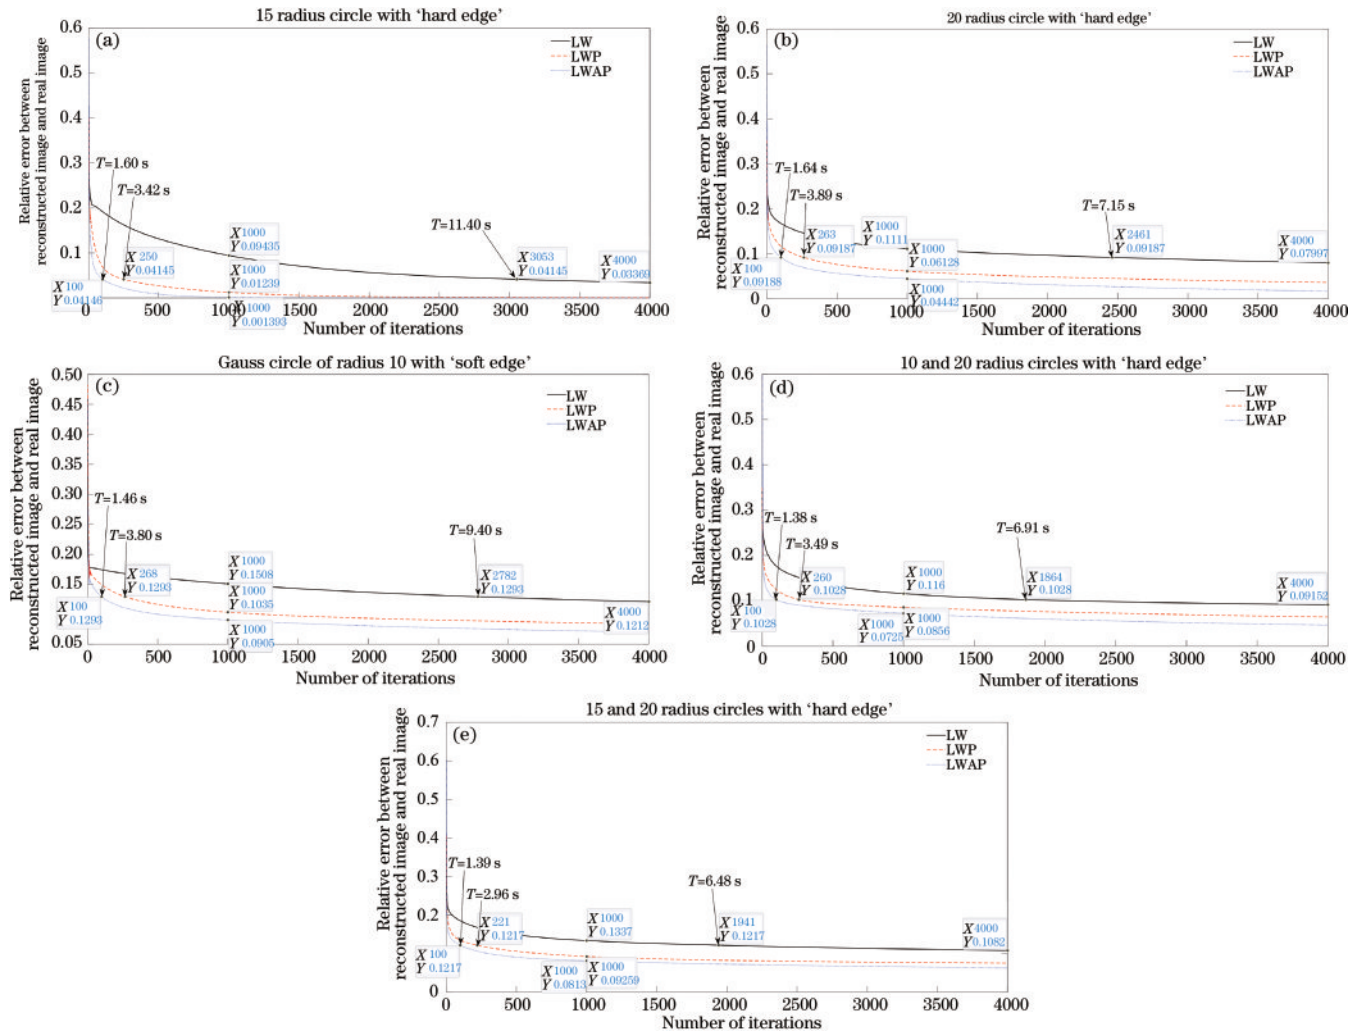 15 radius circle with ‘hard edge’
(a)
Relative error between
reconstructed image and real image
0.6
0.5
0.4
0.3
0.2
0.1
LW
LWP
LWAP
T=1.60 s
T=3.42 s
T=11.40 s
X 1000
Y 0.09435
X 250
Y 0.04145
X 1000
Y 0.01239
X 3053
Y 0.04145
X 4000
Y 0.03369
X 100
Y 0.04146
X 1000
Y 0.001393
0 500 1000 1500 2000 2500 3000 3500 4000
Number of iterations
20 radius circle with ‘hard edge’
(b)
Relative error between
reconstructed image and real image
0.6
0.5
0.4
0.3
0.2
0.1
0
LW
LWP
LWAP
T=1.64 s
T=3.89 s
T=7.15 s
X 263
Y 0.09187
X 1000
Y 0.1111
X 1000
Y 0.06128
X 2461
Y 0.09187
X 4000
Y 0.07997
X 100
Y 0.09188
X 1000
Y 0.04442
0 500 1000 1500 2000 2500 3000 3500 4000
Number of iterations
Gauss circle of radius 10 with ‘soft edge’
(c)
Relative error between
reconstructed image and real image
0.50
0.45
0.40
0.35
0.30
0.25
0.20
0.15
0.10
0.05
LW
LWP
LWAP
T=1.46 s
T=3.80 s
T=9.40 s
X 268
Y 0.1293
X 1000
Y 0.1508
X 1000
Y 0.1035
X 2782
Y 0.1293
X 100
Y 0.1293
X 1000
Y 0.0905
X 4000
Y 0.1212
0 500 1000 1500 2000 2500 3000 3500 4000
Number of iterations
10 and 20 radius circles with ‘hard edge’
(d)
Relative error between
reconstructed image and real image
0.6
0.5
0.4
0.3
0.2
0.1
0
LW
LWP
LWAP
T=1.38 s
T=3.49 s
T=6.91 s
X 260
Y 0.1028
X 1000
Y 0.116
X 1864
Y 0.1028
X 4000
Y 0.09152
X 100
Y 0.1028
X 1000
Y 0.0725
X 1000
Y 0.0856
0 500 1000 1500 2000 2500 3000 3500 4000
Number of iterations
15 and 20 radius circles with ‘hard edge’
(e)
Relative error between
reconstructed image and real image
0.7
0.6
0.5
0.4
0.3
0.2
0.1
0
LW
LWP
LWAP
T=1.39 s
T=2.96 s
T=6.48 s
X 221
Y 0.1217
X 1000
Y 0.1337
X 1941
Y 0.1217
X 4000
Y 0.1082
X 100
Y 0.1217
X 1000
Y 0.0813
X 1000
Y 0.09259
0 500 1000 1500 2000 2500 3000 3500 4000
Number of iterations